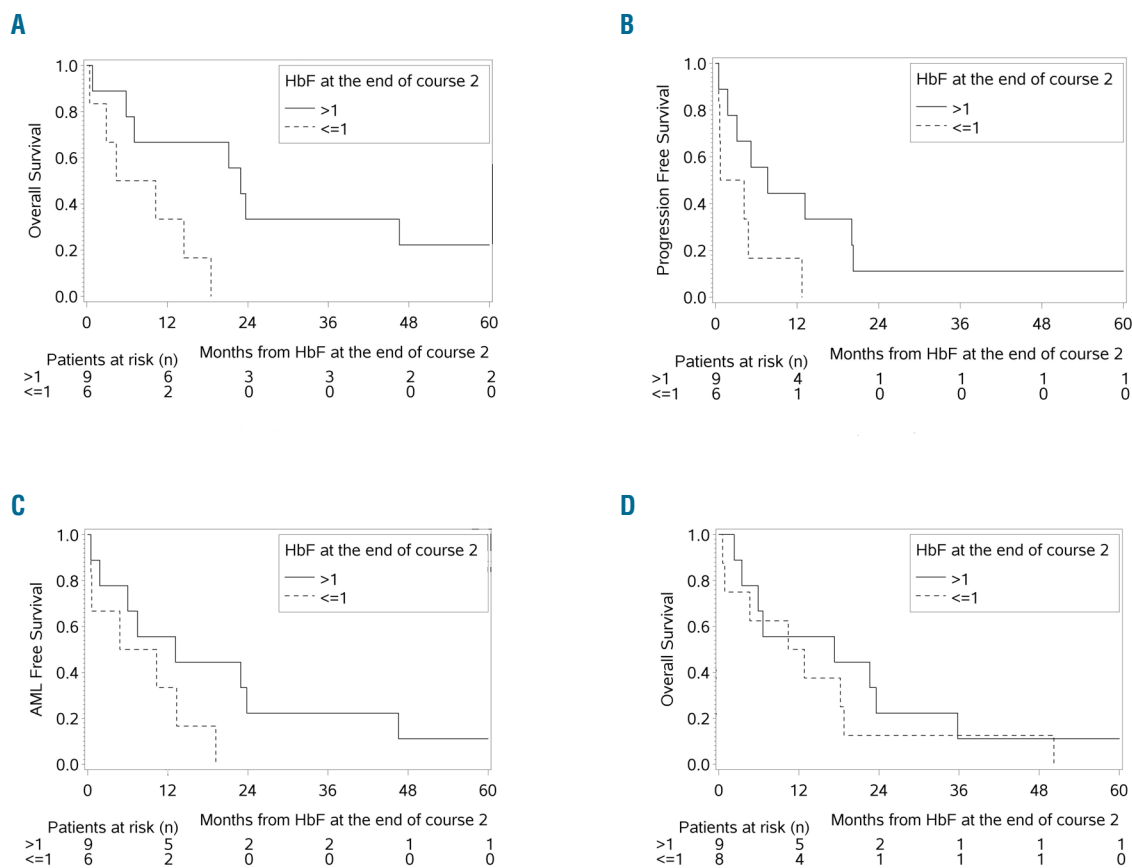 A
HbF at the end of course 2
>1
<=1
Overall Survival
1.0
0.8
0.6
0.4
0.2
0.0
0 12 24 36 48 60
Months from HbF at the end of course 2
Patients at risk (n)
>1 9 6 3 3 2 2
<=1 6 2 0 0 0 0
B
HbF at the end of course 2
>1
<=1
Progression Free Survival
1.0
0.8
0.6
0.4
0.2
0.0
0 12 24 36 48 60
Months from HbF at the end of course 2
Patients at risk (n)
>1 9 4 1 1 1 1
<=1 6 1 0 0 0 0
C
HbF at the end of course 2
>1
<=1
AML Free Survival
1.0
0.8
0.6
0.4
0.2
0.0
0 12 24 36 48 60
Months from HbF at the end of course 2
Patients at risk (n)
>1 9 5 2 2 1 1
<=1 6 2 0 0 0 0
D
HbF at the end of course 2
>1
<=1
Overall Survival
1.0
0.8
0.6
0.4
0.2
0.0
0 12 24 36 48 60
Months from HbF at the end of course 2
Patients at risk (n)
>1 9 5 2 1 1 1
<=1 8 4 1 1 1 0